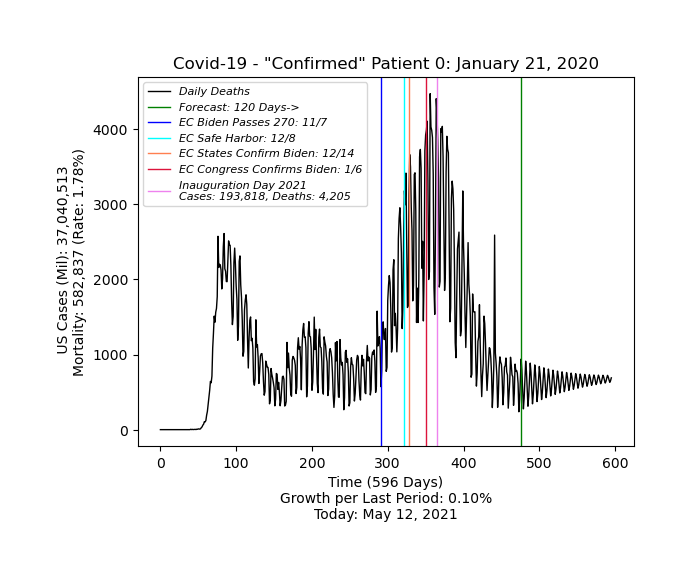 Covid-19 - "Confirmed" Patient 0: January 21, 2020
Daily Deaths
Forecast: 120 Days->
EC Biden Passes 270: 11/7
EC Safe Harbor: 12/8
EC States Confirm Biden: 12/14
EC Congress Confirms Biden: 1/6
Inauguration Day 2021
Cases: 193,818, Deaths: 4,205
US Cases (Mil): 37,040,513
Mortality: 582,837 (Rate: 1.78%)
4000
3000
2000
1000
0
0 100 200 300 400 500 600
Time (596 Days)
Growth per Last Period: 0.10%
Today: May 12, 2021